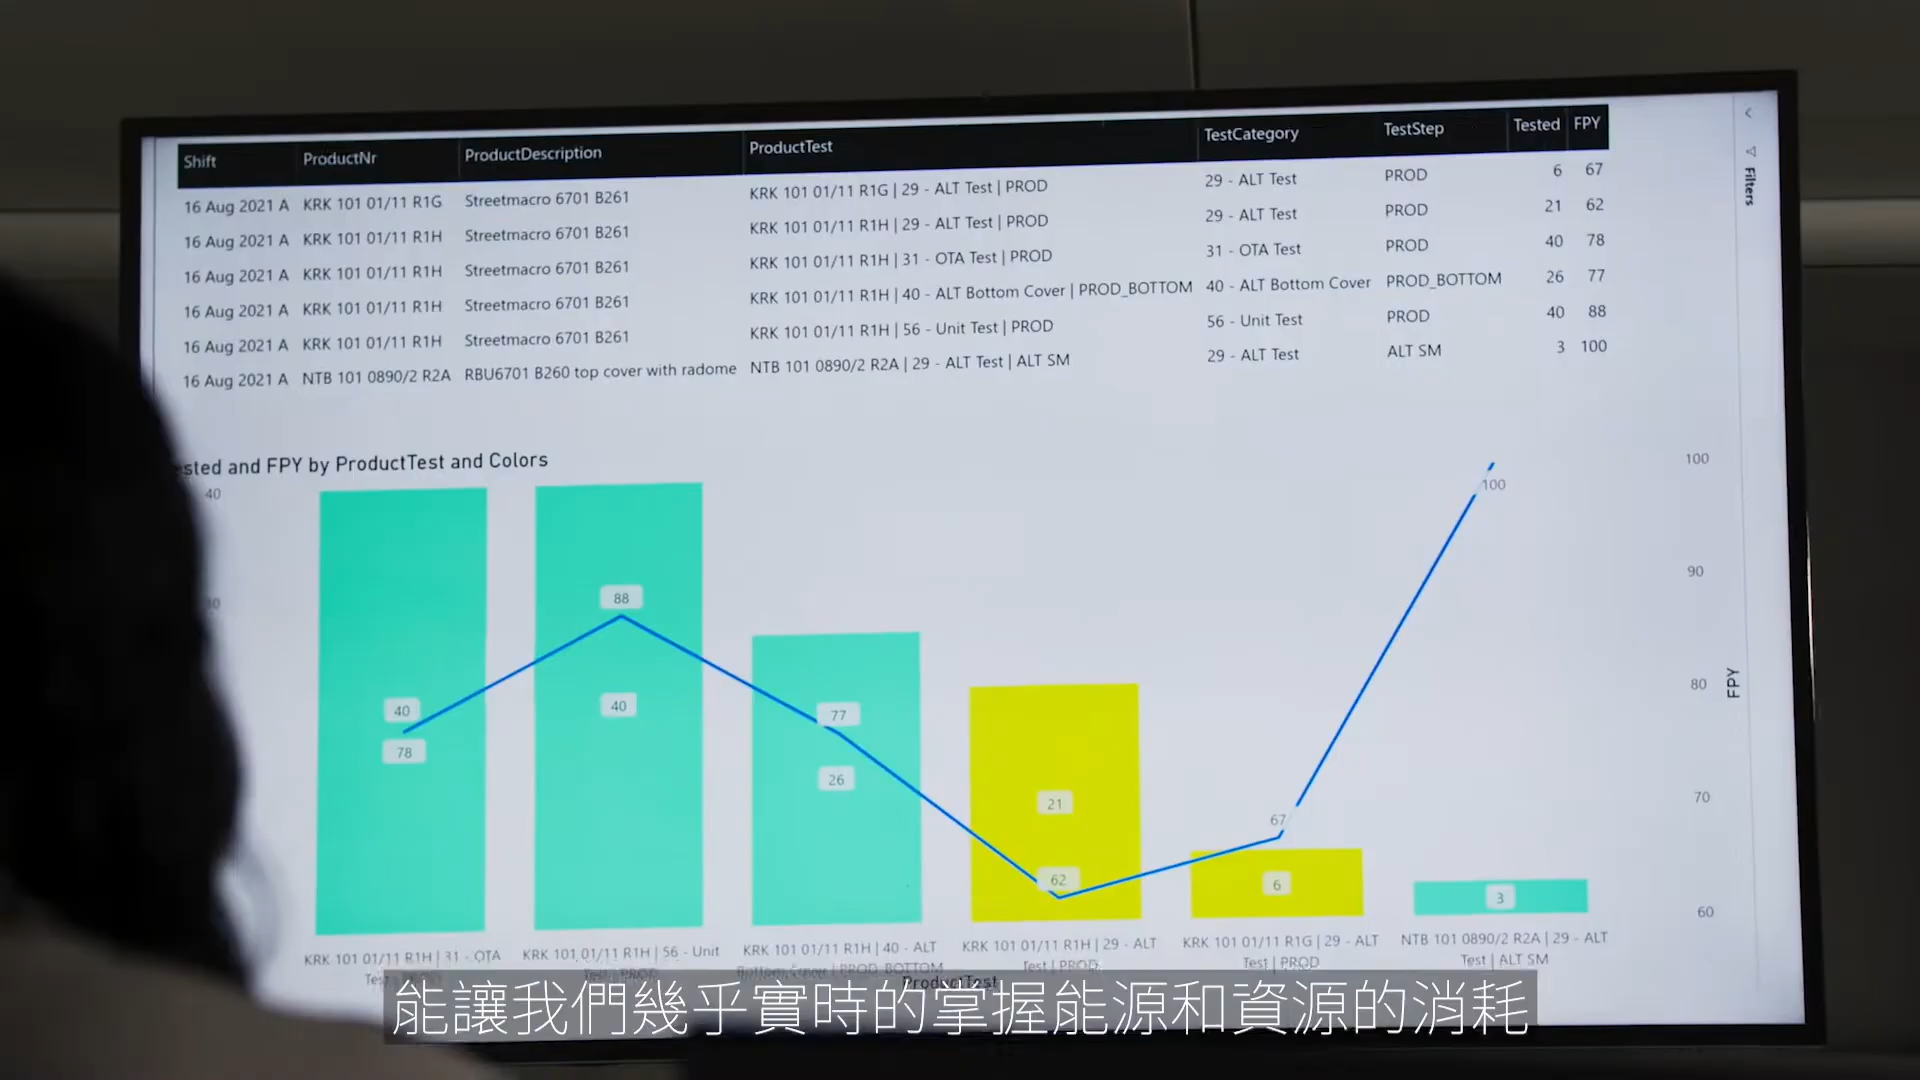 Shift ProductNr ProductDescription ProductTest TestCategory TestStep Tested FPY
16 Aug 2021 A KRK 101 01/11 R1G Streetmacro 6701 B261 KRK 101 01/11 R1G | 29 - ALT Test | PROD 29 - ALT Test PROD 6 67
16 Aug 2021 A KRK 101 01/11 R1H Streetmacro 6701 B261 KRK 101 01/11 R1H | 29 - ALT Test | PROD 29 - ALT Test PROD 21 62
16 Aug 2021 A KRK 101 01/11 R1H Streetmacro 6701 B261 KRK 101 01/11 R1H | 31 - OTA Test | PROD 31 - OTA Test PROD 40 78
16 Aug 2021 A KRK 101 01/11 R1H Streetmacro 6701 B261 KRK 101 01/11 R1H | 40 - ALT Bottom Cover | PROD_BOTTOM 40 - ALT Bottom Cover PROD_BOTTOM 26 77
16 Aug 2021 A KRK 101 01/11 R1H Streetmacro 6701 B261 KRK 101 01/11 R1H | 56 - Unit Test | PROD 56 - Unit Test PROD 40 88
16 Aug 2021 A NTB 101 0890/2 R2A RBU6701 B260 top cover with radome NTB 101 0890/2 R2A | 29 - ALT Test | ALT SM 29 - ALT Test ALT SM 3 100
Filters
and FPY by ProductTest and Colors
40
100
90
80
70
60
FPY
40
78
88
40
77
26
21
62
67
6
100
3
KRK 101 01/11 R1H | 31 - OTA
KRK 101 01/11 R1H | 56 - Unit
Test | PROD
KRK 101 01/11 R1H | 40 - ALT
Bottom Cover | PROD_BOTTOM
KRK 101 01/11 R1H | 29 - ALT
Test | PROD
KRK 101 01/11 R1G | 29 - ALT
Test | PROD
NTB 101 0890/2 R2A | 29 - ALT
Test | ALT SM
ProductTest
能讓我們幾乎實時的掌握能源和資源的消耗